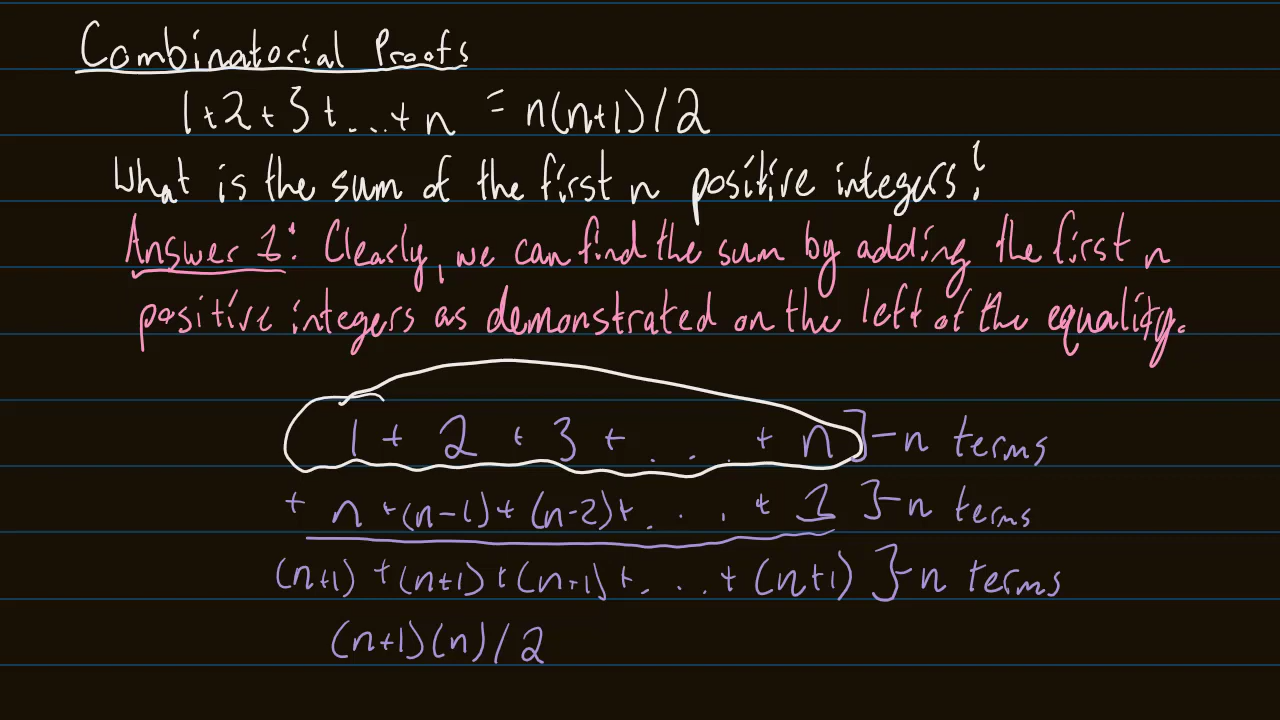 Combinatorial Proofs
1+2+3+...+n = n(n+1)/2
What is the sum of the first n positive integers?
Answer 1: Clearly, we can find the sum by adding the first n
positive integers as demonstrated on the left of the equality.
1 + 2 + 3 + ... + n }-n terms
+ n +(n-1)+(n-2)+... + 1 }-n terms
(n+1) +(n+1)+(n+1)+...+(n+1) }-n terms
(n+1)(n)/2